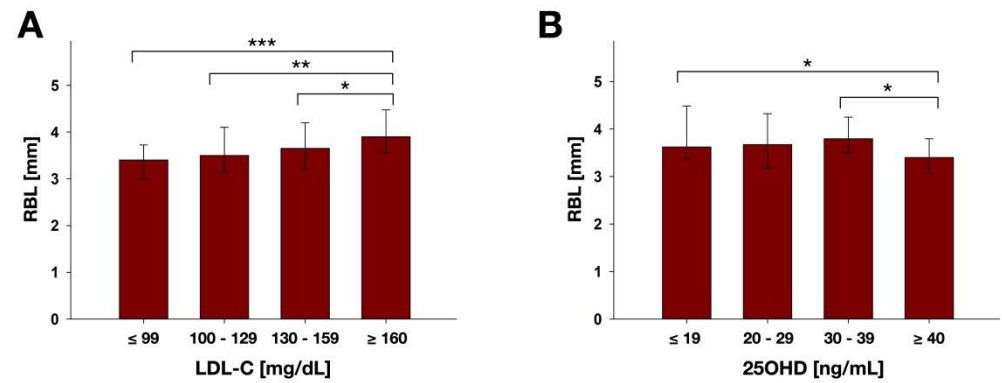 A
RBL [mm]
5
4
3
2
1
0
***
**
*
≤ 99 100 - 129 130 - 159 ≥ 160
LDL-C [mg/dL]
B
RBL [mm]
5
4
3
2
1
0
*
*
≤ 19 20 - 29 30 - 39 ≥ 40
25OHD [ng/mL]